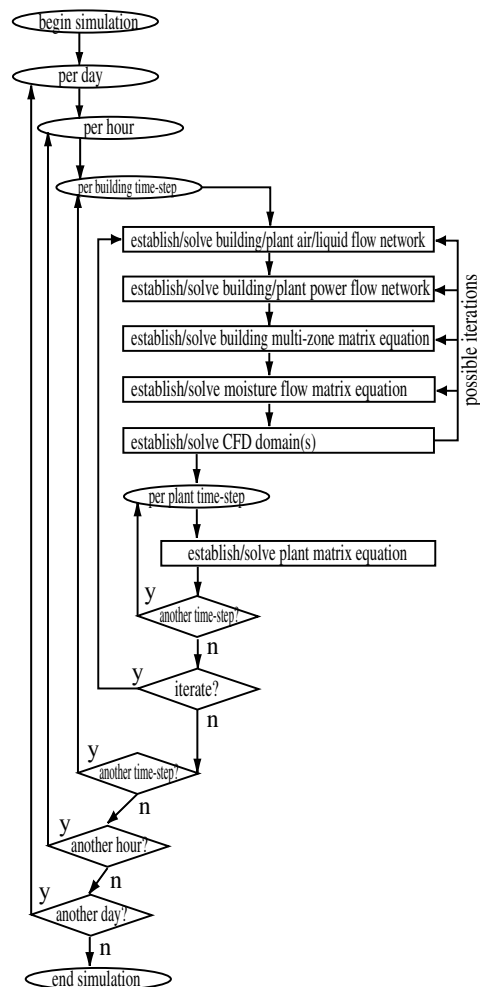 begin simulation
per day
per hour
per building time-step
establish/solve building/plant air/liquid flow network
establish/solve building/plant power flow network
establish/solve building multi-zone matrix equation
establish/solve moisture flow matrix equation
establish/solve CFD domain(s)
possible iterations
per plant time-step
establish/solve plant matrix equation
y
another time-step?
n
y
iterate?
n
y
another time-step?
n
y
another hour?
n
y
another day?
n
end simulation